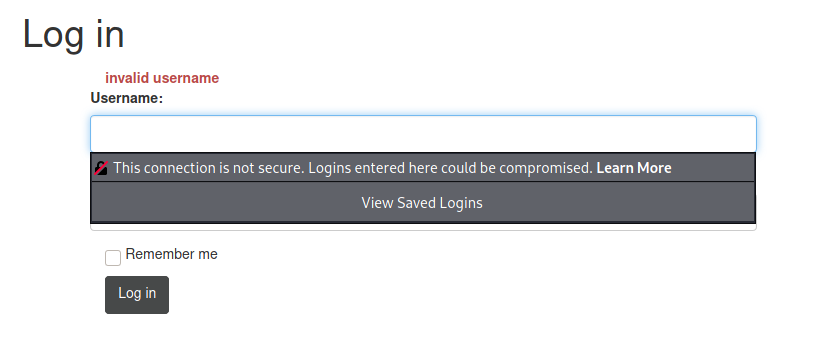 Log in
invalid username
Username:
This connection is not secure. Logins entered here could be compromised. Learn More
View Saved Logins
Remember me
Log in